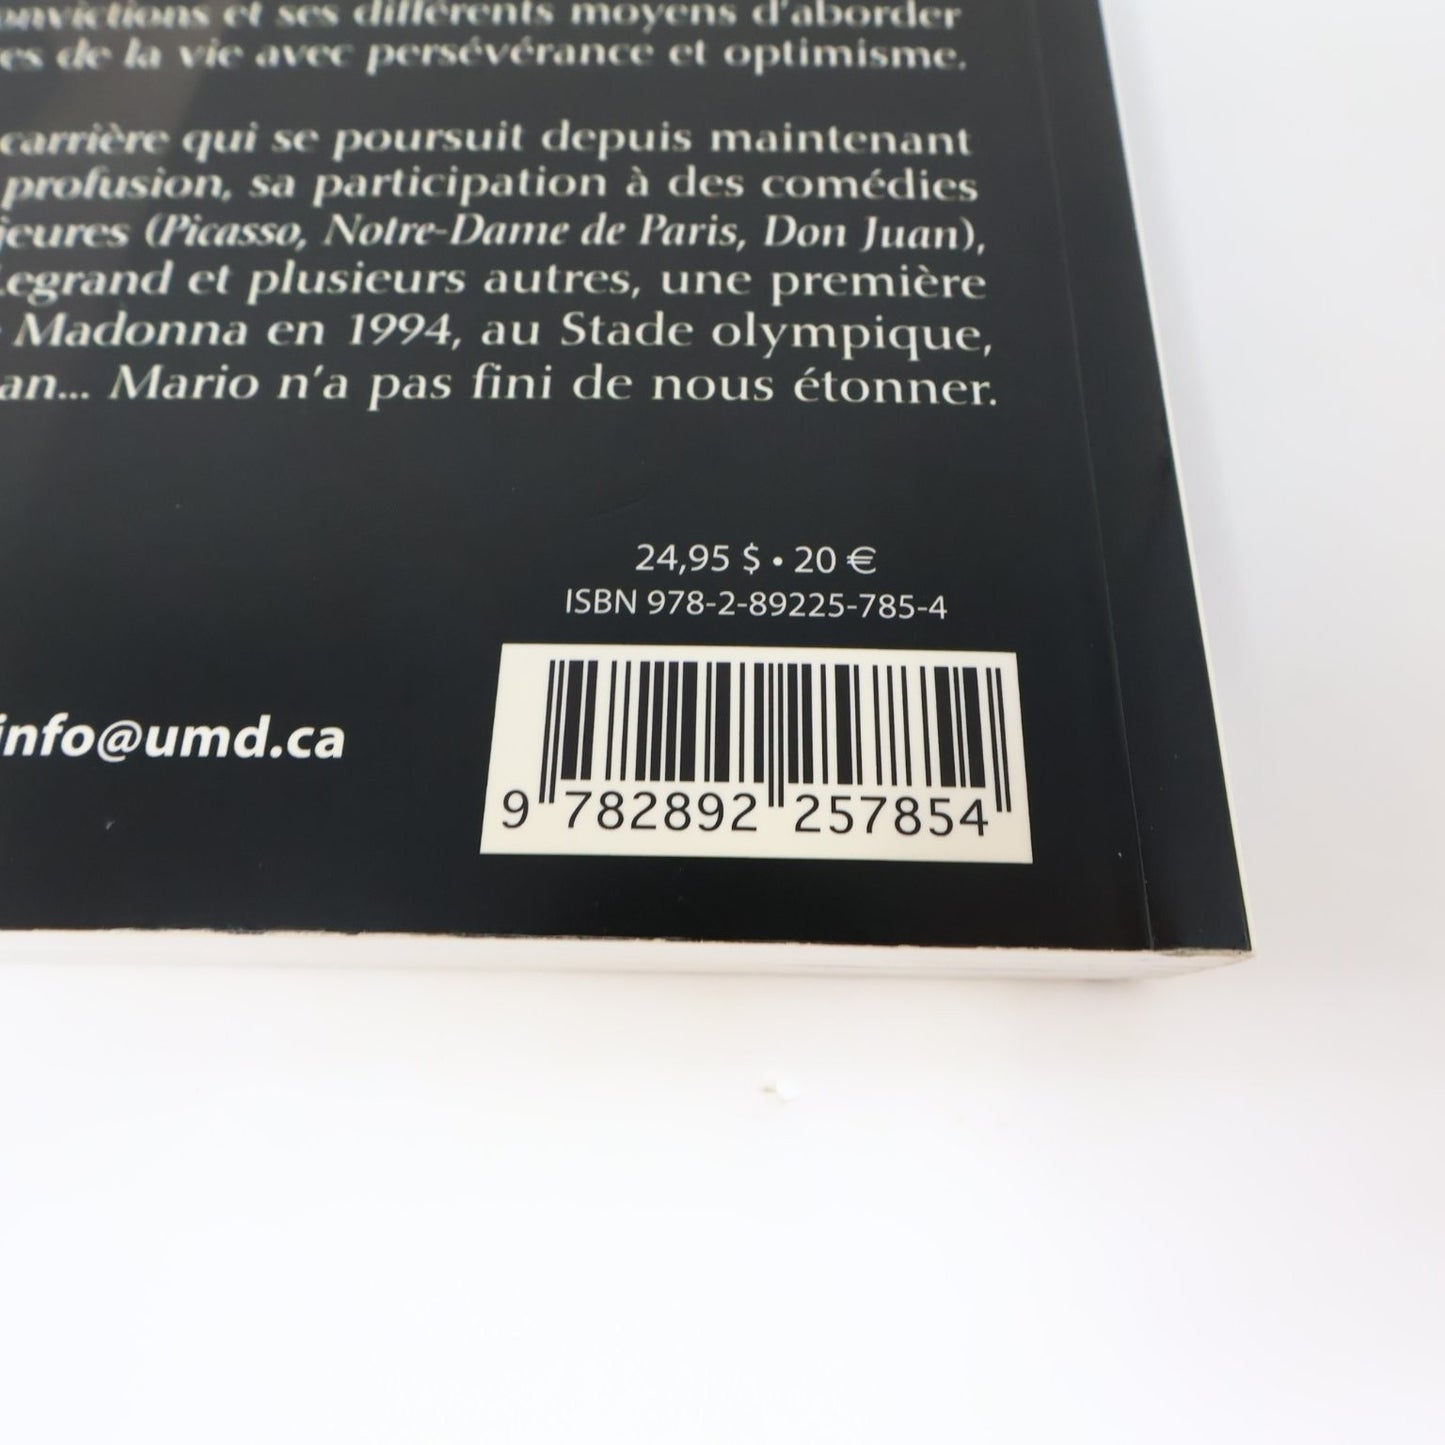 convictions et ses différents moyens d'aborder
de la vie avec persévérance et optimisme.
carrière qui se poursuit depuis maintenant
profusion, sa participation à des comédies
jeures (Picasso, Notre-Dame de Paris, Don Juan),
Legrand et plusieurs autres, une première
Madonna en 1994, au Stade olympique,
an... Mario n'a pas fini de nous étonner.
24,95 $ • 20 €
ISBN 978-2-89225-785-4
info@umd.ca
9 782892 257854